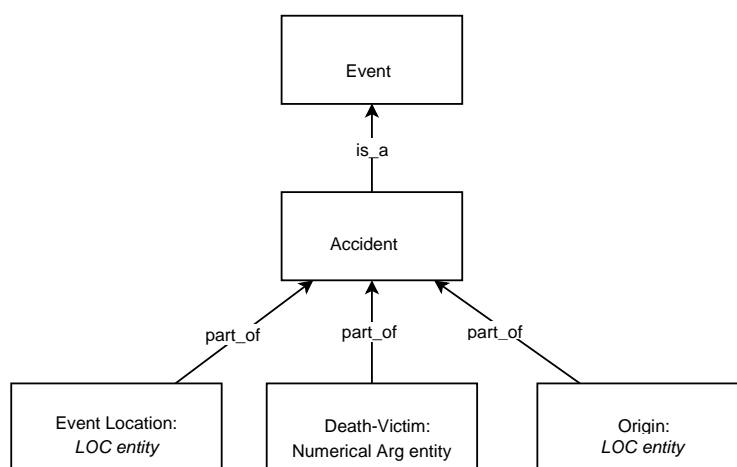 Event
is_a
Accident
part_of
part_of
part_of
Event Location:
LOC entity
Death-Victim:
Numerical Arg entity
Origin:
LOC entity